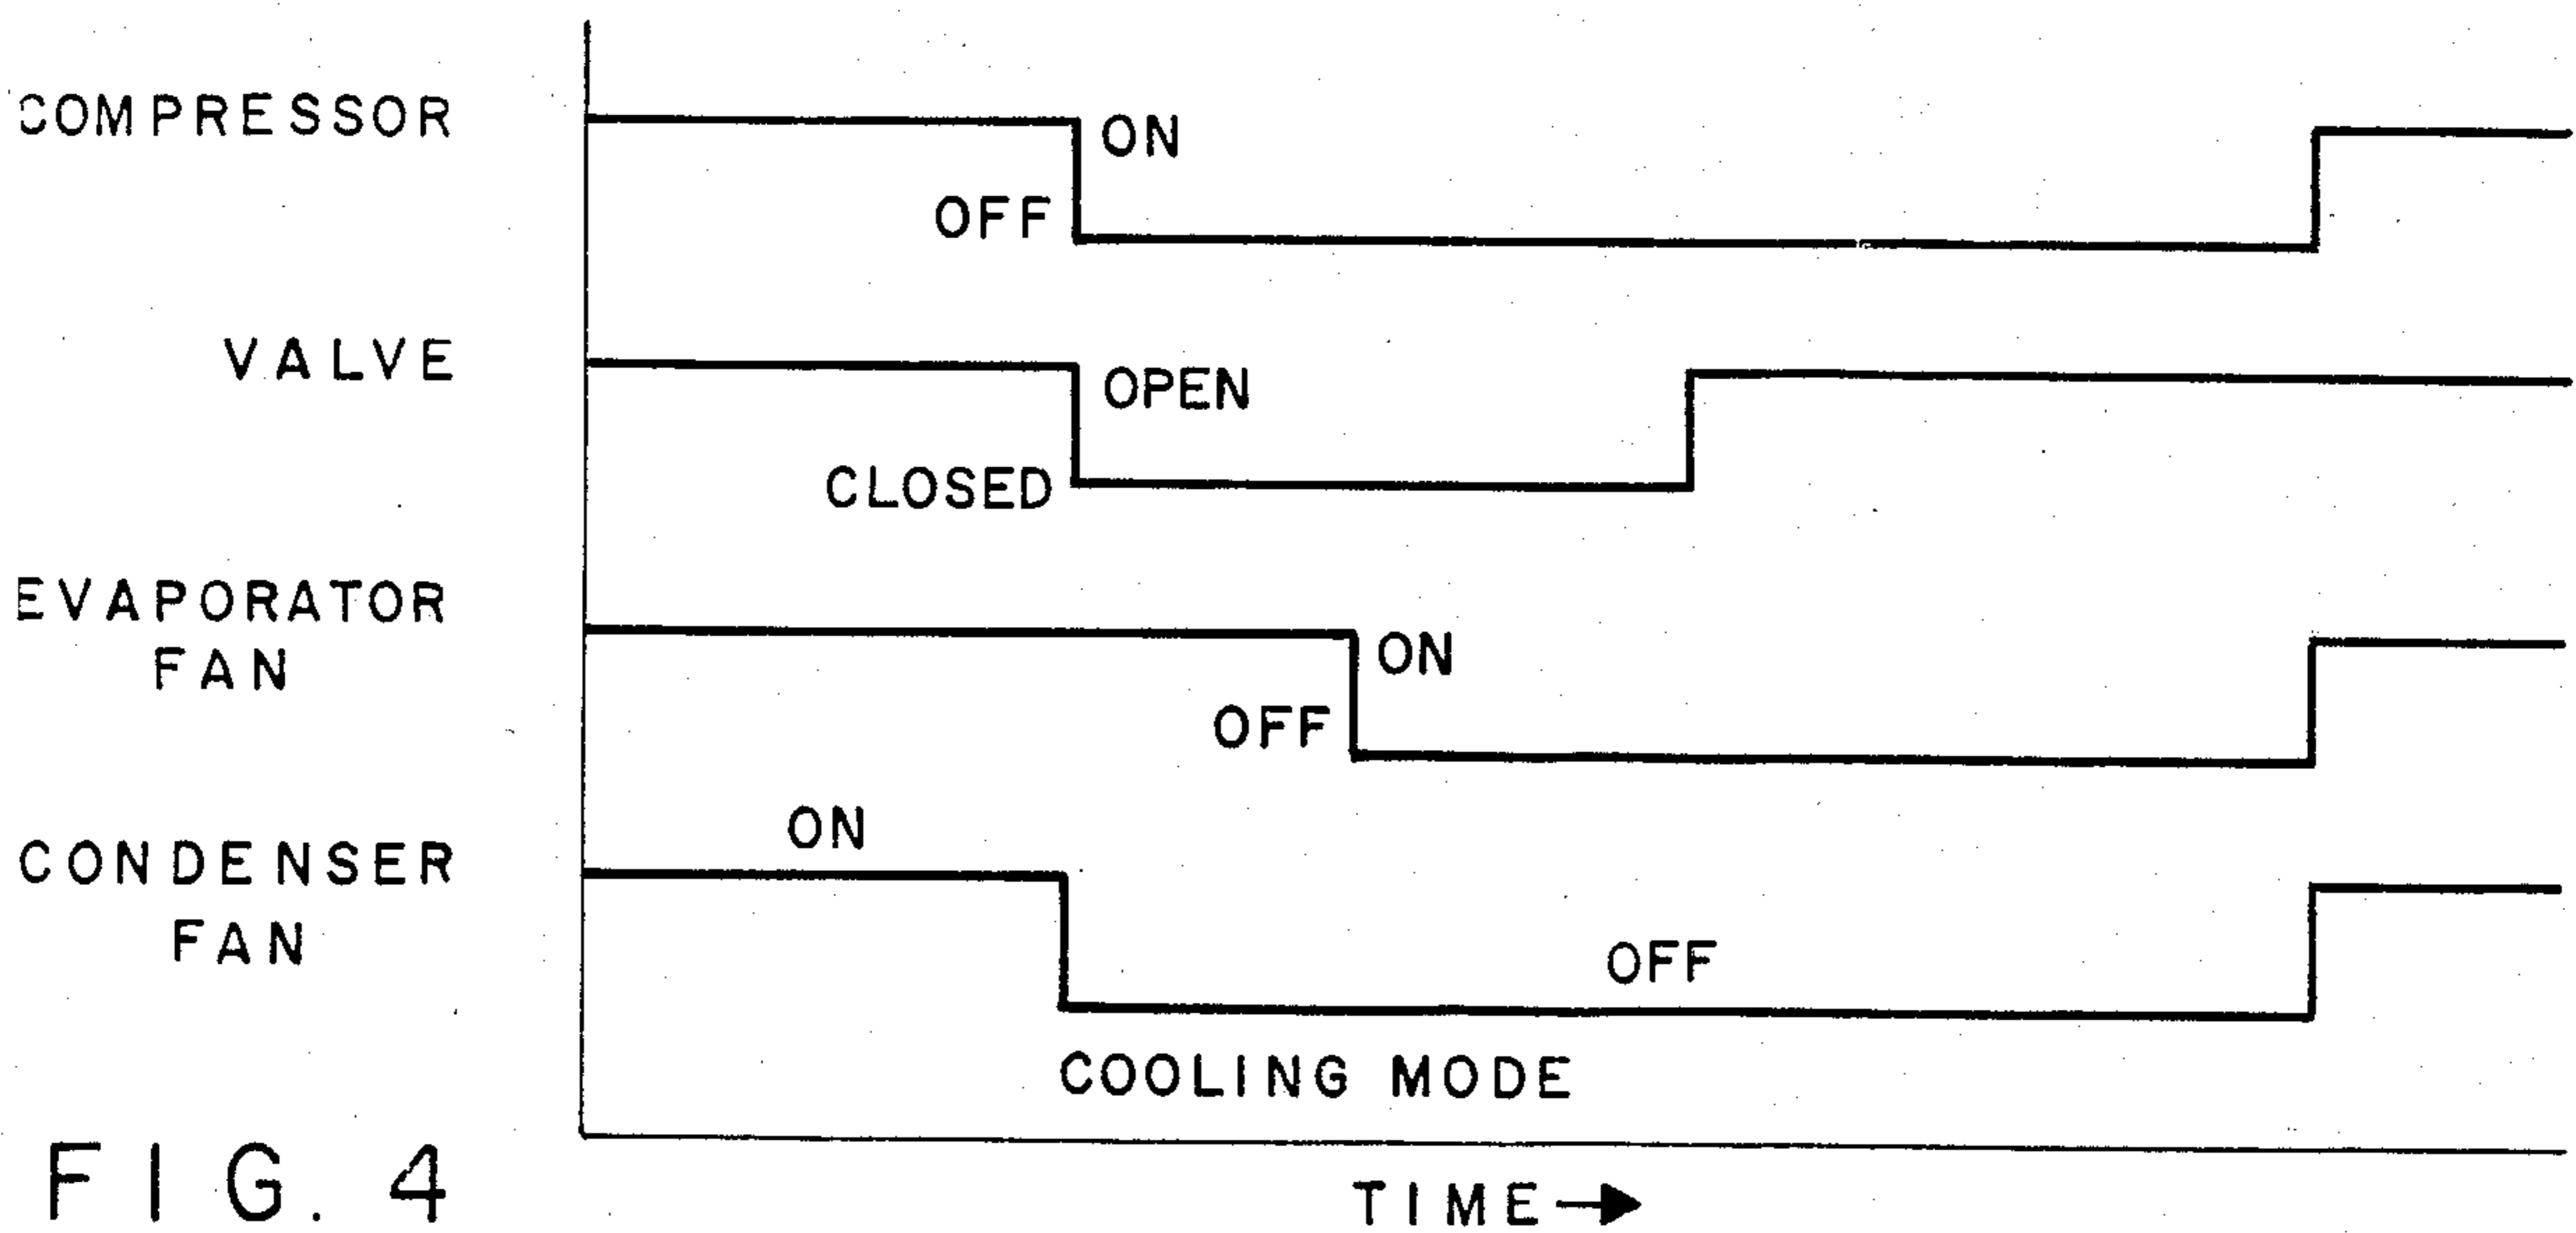 COMPRESSOR
ON
OFF
VALVE
OPEN
CLOSED
EVAPORATOR
FAN
ON
OFF
CONDENSER
FAN
ON
OFF
COOLING MODE
TIME
FIG. 4